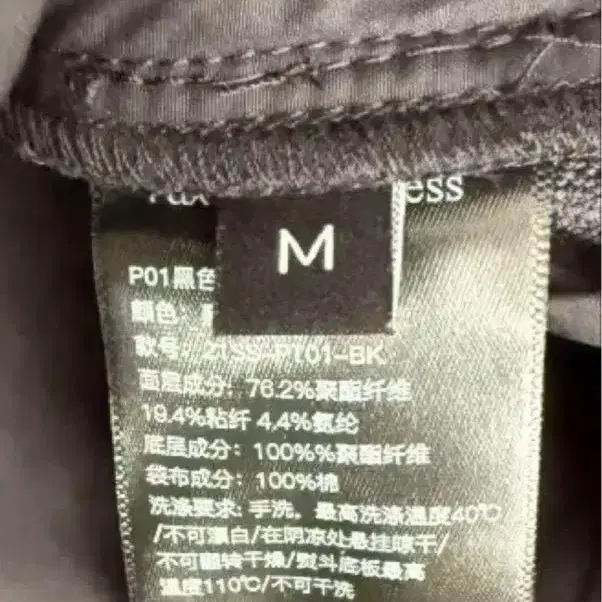 ess
M
P01黑色
顏色:
款号: 21SS-PT01-BK
面层成分: 76.2%聚酯纤维
19.4%粘纤 4.4%氨纶
底层成分: 100%%聚酯纤维
袋布成分: 100%棉
洗涤要求: 手洗, 最高洗涤温度40℃
/不可漂白/在阴凉处悬挂晾干/
不可翻转干燥/熨斗底板最高
温度110℃/不可干洗